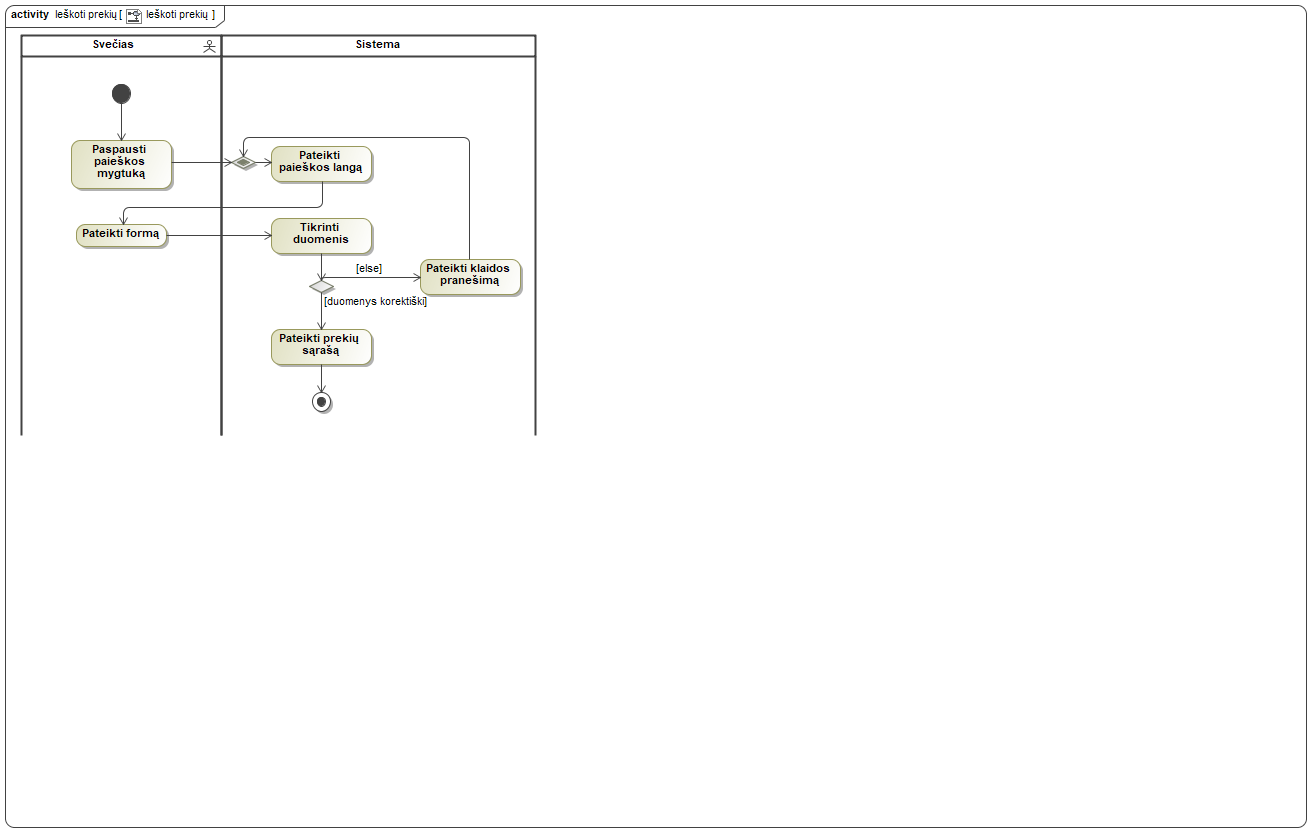 activity Ieškoti prekių [ Ieškoti prekių ]
Svečias
Sistema
Paspausti
paieškos
mygtuką
Pateikti
paieškos langą
Pateikti formą
Tikrinti
duomenis
[else]
Pateikti klaidos
pranešimą
[duomenys korektiški]
Pateikti prekių
sąrašą